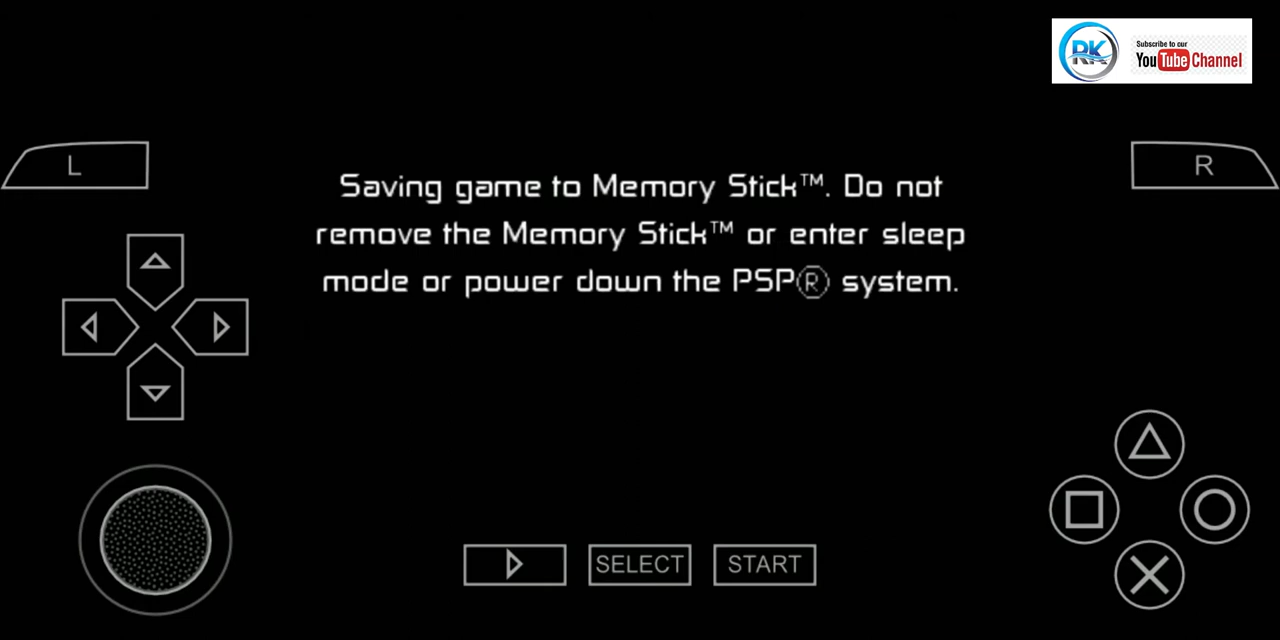 RK
Subscribe to our
YouTube Channel
L
R
Saving game to Memory Stick™. Do not
remove the Memory Stick™ or enter sleep
mode or power down the PSP® system.
SELECT
START